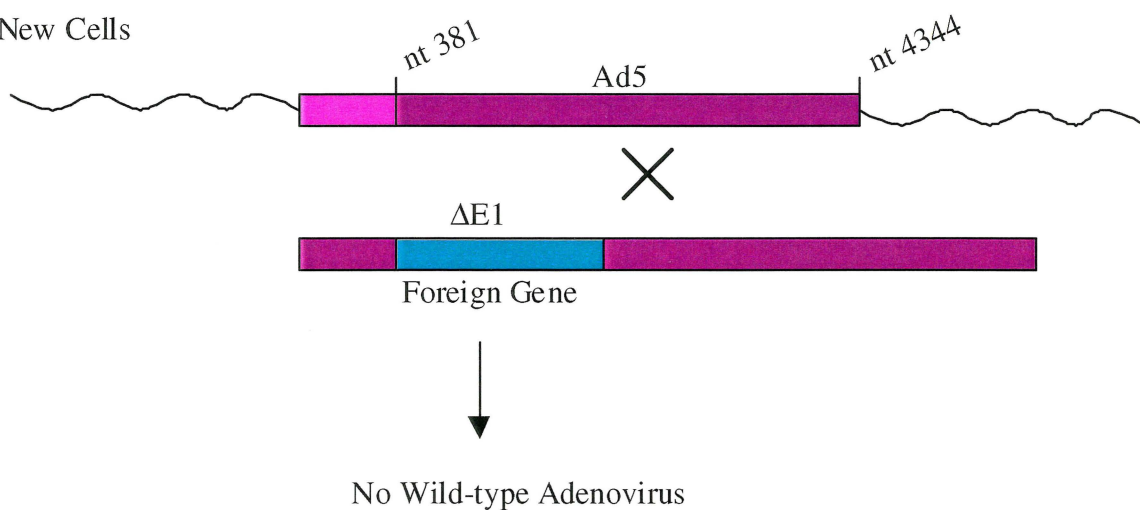 New Cells
nt 381
Ad5
nt 4344
ΔE1
Foreign Gene
No Wild-type Adenovirus